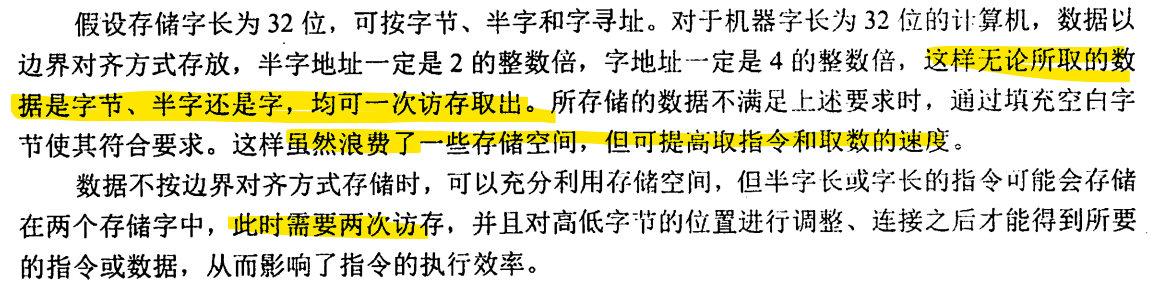 假设存储字长为 32 位，可按字节、半字和字寻址。对于机器字长为 32 位的计算机，数据以
边界对齐方式存放，半字地址一定是 2 的整数倍，字地址一定是 4 的整数倍，这样无论所取的数
据是字节、半字还是字，均可一次访存取出。所存储的数据不满足上述要求时，通过填充空白字
节使其符合要求。这样虽然浪费了一些存储空间，但可提高取指令和取数的速度。
数据不按边界对齐方式存储时，可以充分利用存储空间，但半字长或字长的指令可能会存储
在两个存储字中，此时需要两次访存，并且对高低字节的位置进行调整、连接之后才能得到所要
的指令或数据，从而影响了指令的执行效率。